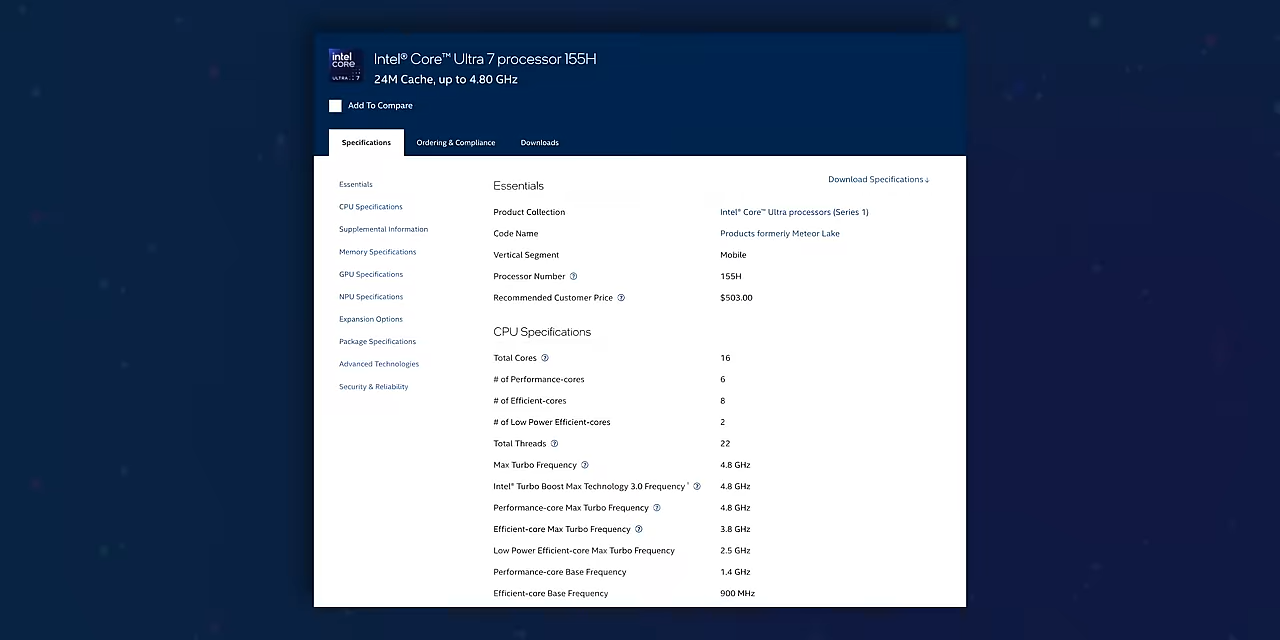 intel
CORE
ULTRA 7
Intel® Core™ Ultra 7 processor 155H
24M Cache, up to 4.80 GHz
Add To Compare
Specifications
Ordering & Compliance
Downloads
Download Specifications↓
Essentials
CPU Specifications
Supplemental Information
Memory Specifications
GPU Specifications
NPU Specifications
Expansion Options
Package Specifications
Advanced Technologies
Security & Reliability
Essentials
Product Collection Intel® Core™ Ultra processors (Series 1)
Code Name Products formerly Meteor Lake
Vertical Segment Mobile
Processor Number ? 155H
Recommended Customer Price ? $503.00
CPU Specifications
Total Cores ? 16
# of Performance-cores 6
# of Efficient-cores 8
# of Low Power Efficient-cores 2
Total Threads ? 22
Max Turbo Frequency ? 4.8 GHz
Intel® Turbo Boost Max Technology 3.0 Frequency ? 4.8 GHz
Performance-core Max Turbo Frequency ? 4.8 GHz
Efficient-core Max Turbo Frequency ? 3.8 GHz
Low Power Efficient-core Max Turbo Frequency 2.5 GHz
Performance-core Base Frequency 1.4 GHz
Efficient-core Base Frequency 900 MHz